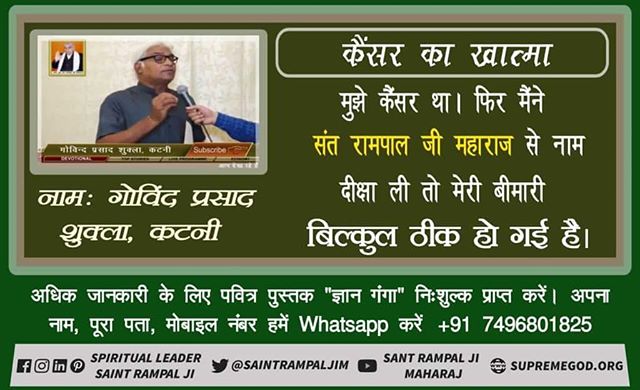 कैंसर का खात्मा
मुझे कैंसर था। फिर मैंने
संत रामपाल जी महाराज से नाम
दीक्षा ली तो मेरी बीमारी
बिल्कुल ठीक हो गई है।
गोविन्द प्रसाद शुक्ला, कटनी
Subscribe
DEVOTIONAL
नामः गोविंद प्रसाद
शुक्ला, कटनी
अधिक जानकारी के लिए पवित्र पुस्तक "ज्ञान गंगा" निःशुल्क प्राप्त करें। अपना
नाम, पूरा पता, मोबाइल नंबर हमें Whatsapp करें +91 7496801825
SPIRITUAL LEADER
SAINT RAMPAL JI
@SAINTRAMPALJIM
SANT RAMPAL JI
MAHARAJ
SUPREMEGOD.ORG